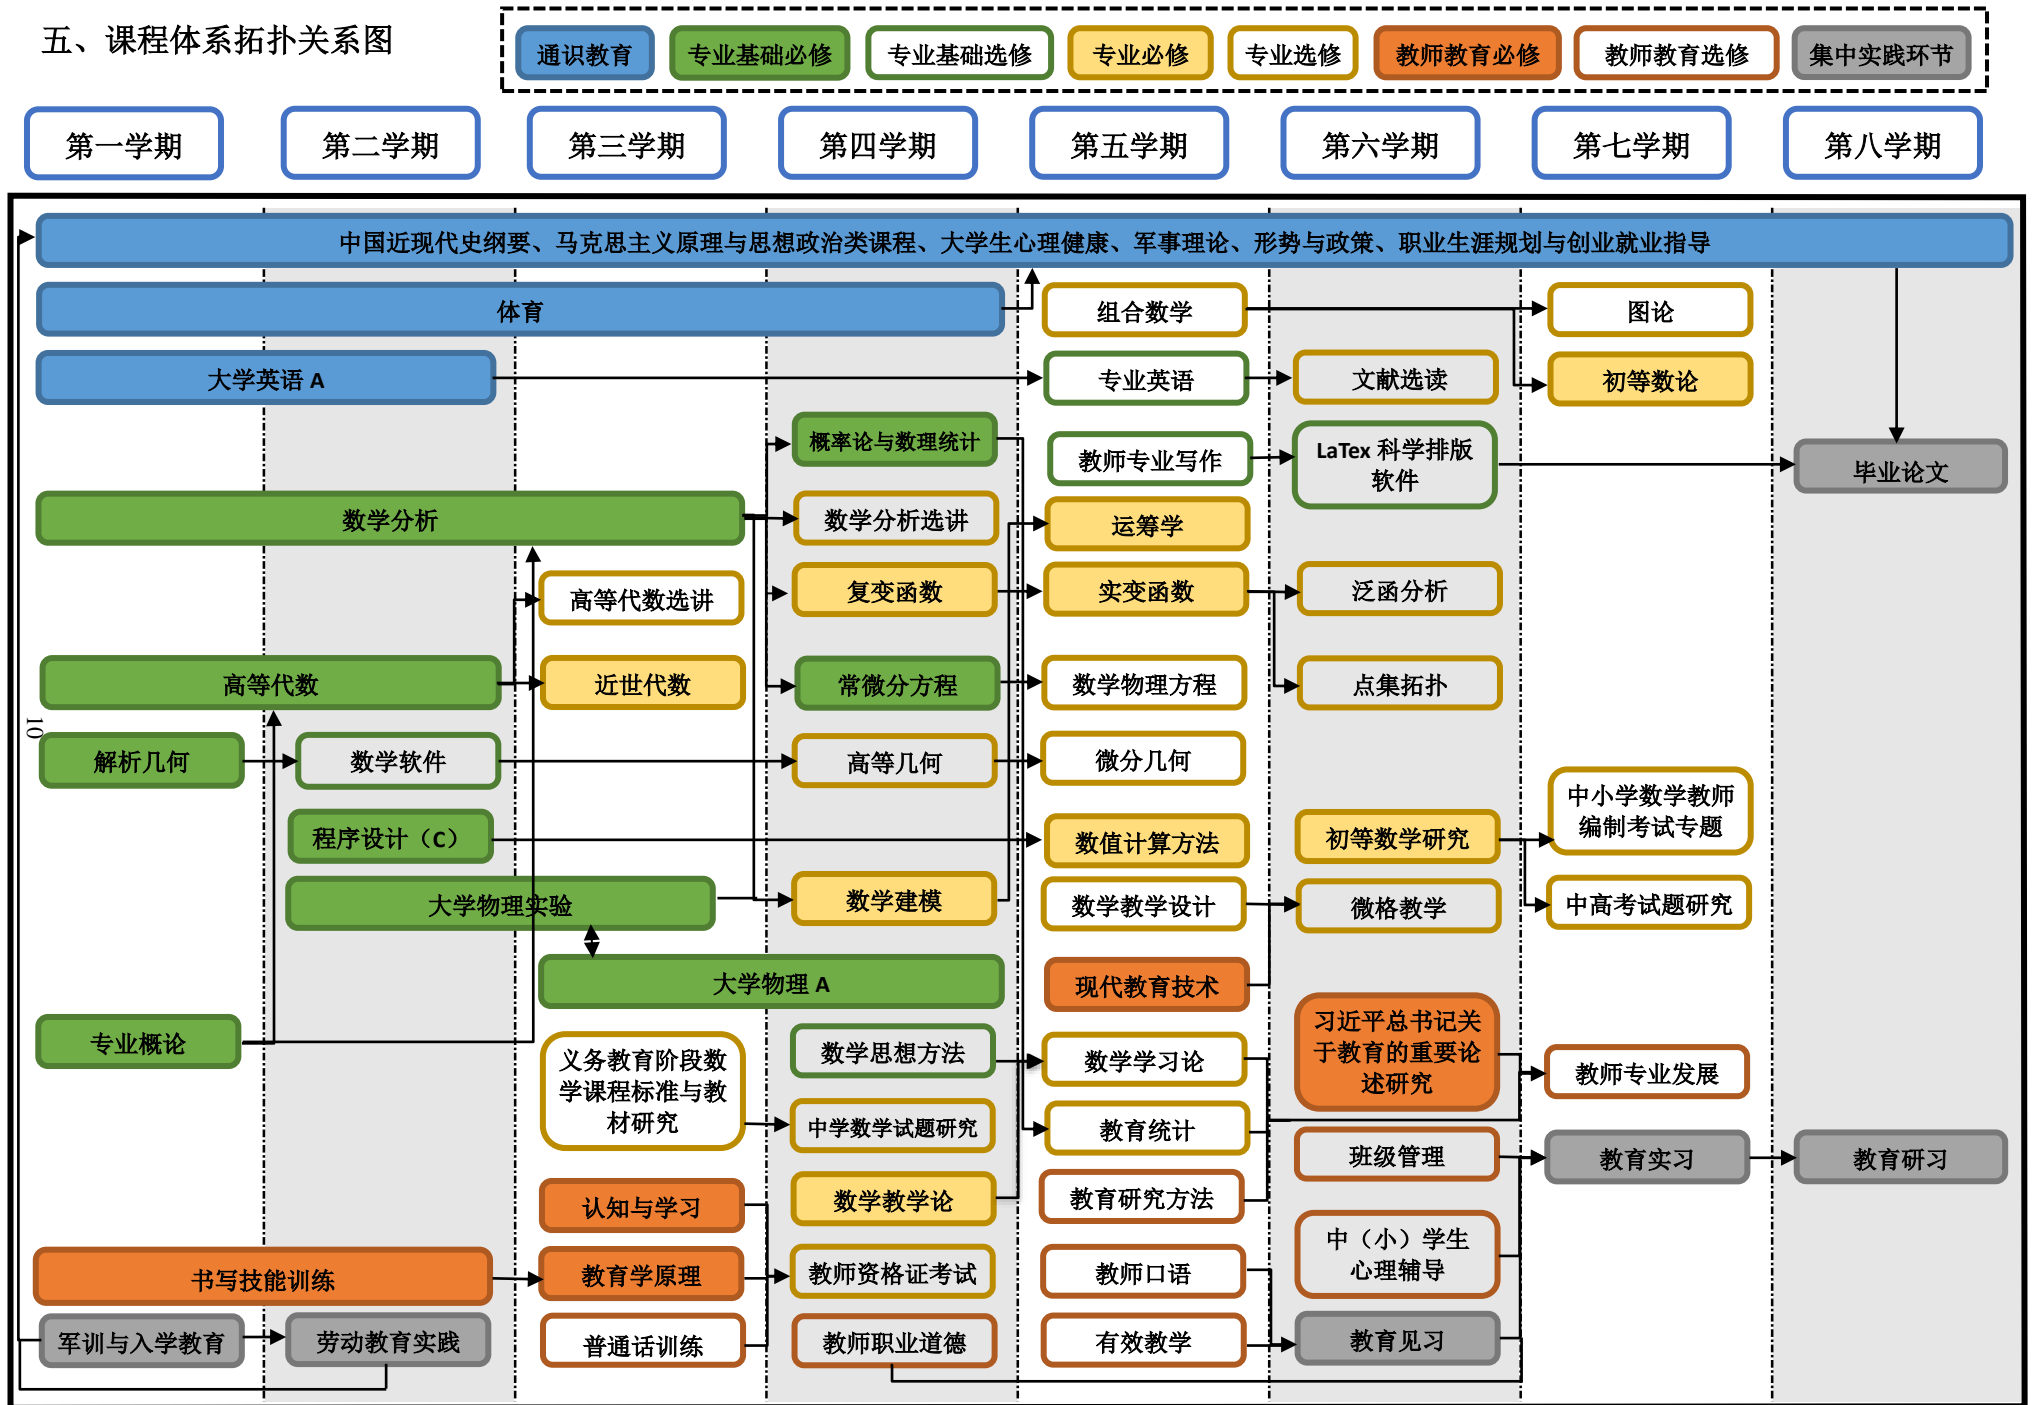 五、课程体系拓扑关系图
通识教育
专业基础必修
专业基础选修
专业必修
专业选修
教师教育必修
教师教育选修
集中实践环节
第一学期
第二学期
第三学期
第四学期
第五学期
第六学期
第七学期
第八学期
中国近现代史纲要、马克思主义原理与思想政治类课程、大学生心理健康、军事理论、形势与政策、职业生涯规划与创业就业指导
体育
组合数学
图论
大学英语 A
专业英语
文献选读
初等数论
概率论与数理统计
教师专业写作
LaTex 科学排版
软件
毕业论文
数学分析
数学分析选讲
运筹学
高等代数选讲
复变函数
实变函数
泛函分析
高等代数
近世代数
常微分方程
数学物理方程
点集拓扑
10
解析几何
数学软件
高等几何
微分几何
中小学数学教师
编制考试专题
程序设计（C）
数值计算方法
初等数学研究
大学物理实验
数学建模
数学教学设计
微格教学
中高考试题研究
大学物理 A
现代教育技术
专业概论
义务教育阶段数
学课程标准与教
材研究
数学思想方法
数学学习论
习近平总书记关
于教育的重要论
述研究
教师专业发展
中学数学试题研究
教育统计
班级管理
教育实习
教育研习
认知与学习
数学教学论
教育研究方法
中（小）学生
心理辅导
书写技能训练
教育学原理
教师资格证考试
教师口语
军训与入学教育
劳动教育实践
普通话训练
教师职业道德
有效教学
教育见习